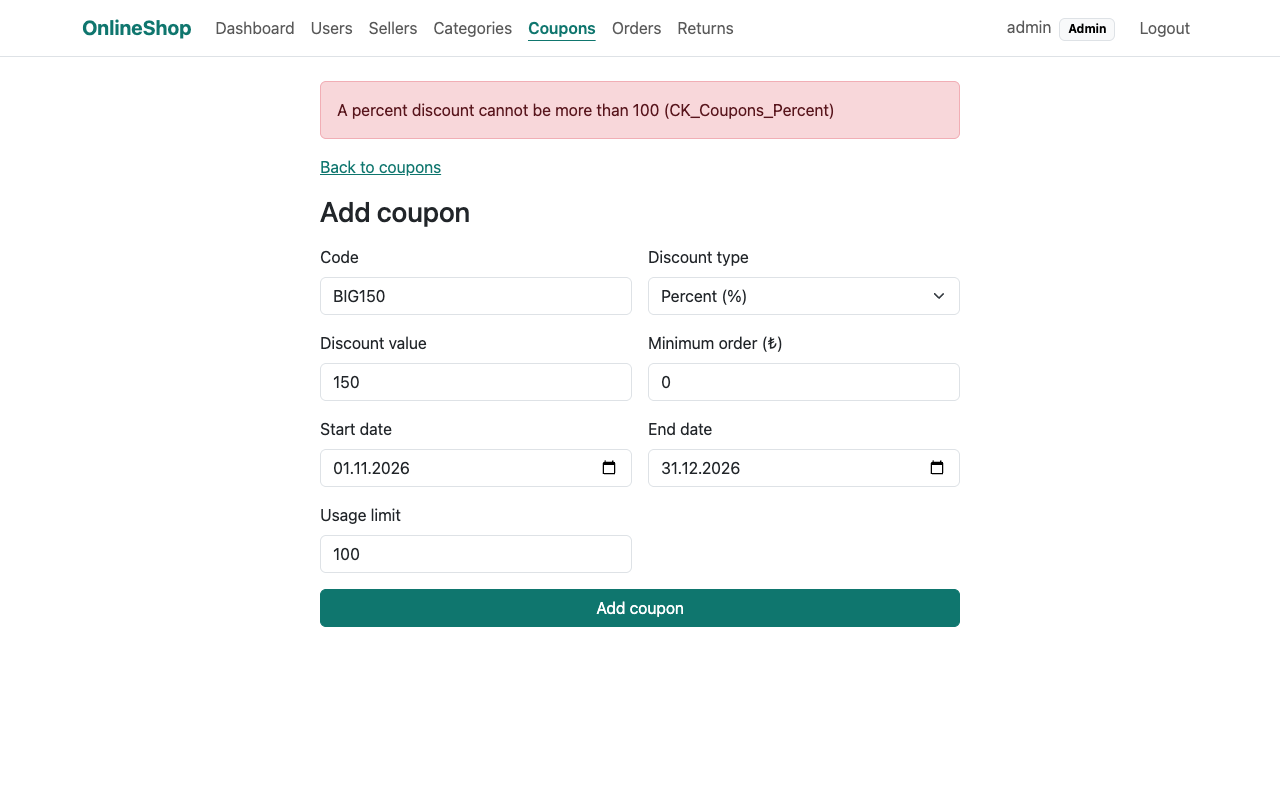 OnlineShop Dashboard Users Sellers Categories Coupons Orders Returns admin Admin Logout
A percent discount cannot be more than 100 (CK_Coupons_Percent)
Back to coupons
Add coupon
Code Discount type
BIG150 Percent (%)
Discount value Minimum order (₺)
150 0
Start date End date
01.11.2026 31.12.2026
Usage limit
100
Add coupon